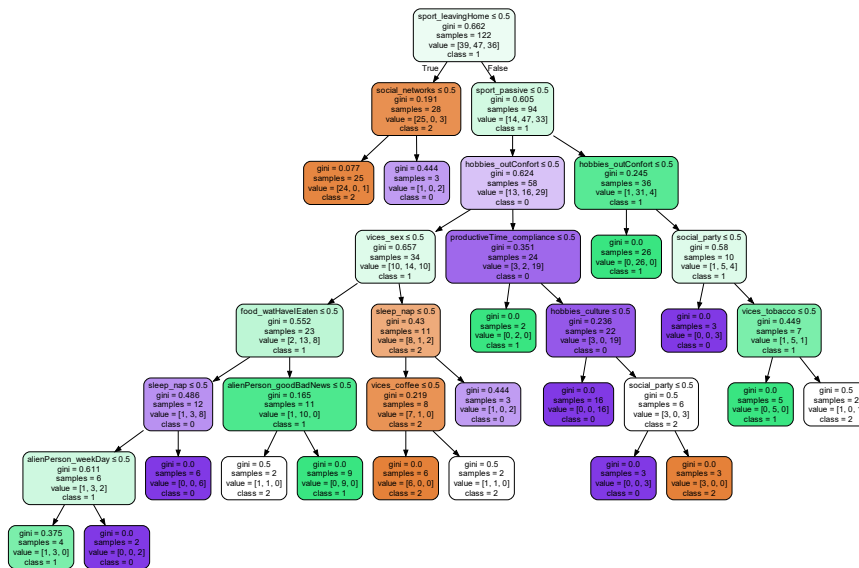 sport_leavingHome ≤ 0.5
gini = 0.662
samples = 122
value = [39, 47, 36]
class = 1
True
False
social_networks ≤ 0.5
gini = 0.191
samples = 28
value = [25, 0, 3]
class = 2
sport_passive ≤ 0.5
gini = 0.605
samples = 94
value = [14, 47, 33]
class = 1
gini = 0.077
samples = 25
value = [24, 0, 1]
class = 2
gini = 0.444
samples = 3
value = [1, 0, 2]
class = 0
hobbies_outConfort ≤ 0.5
gini = 0.624
samples = 58
value = [13, 16, 29]
class = 0
hobbies_outConfort ≤ 0.5
gini = 0.245
samples = 36
value = [1, 31, 4]
class = 1
vices_sex ≤ 0.5
gini = 0.657
samples = 34
value = [10, 14, 10]
class = 1
productiveTime_compliance ≤ 0.5
gini = 0.351
samples = 24
value = [3, 2, 19]
class = 0
gini = 0.0
samples = 26
value = [0, 26, 0]
class = 1
social_party ≤ 0.5
gini = 0.58
samples = 10
value = [1, 5, 4]
class = 1
food_watHaveIEaten ≤ 0.5
gini = 0.552
samples = 23
value = [2, 13, 8]
class = 1
sleep_nap ≤ 0.5
gini = 0.43
samples = 11
value = [8, 1, 2]
class = 2
gini = 0.0
samples = 2
value = [0, 2, 0]
class = 1
hobbies_culture ≤ 0.5
gini = 0.236
samples = 22
value = [3, 0, 19]
class = 0
gini = 0.0
samples = 3
value = [0, 0, 3]
class = 0
vices_tobacco ≤ 0.5
gini = 0.449
samples = 7
value = [1, 5, 1]
class = 1
sleep_nap ≤ 0.5
gini = 0.486
samples = 12
value = [1, 3, 8]
class = 0
alienPerson_goodBadNews ≤ 0.5
gini = 0.165
samples = 11
value = [1, 10, 0]
class = 1
vices_coffee ≤ 0.5
gini = 0.219
samples = 8
value = [7, 1, 0]
class = 2
gini = 0.444
samples = 3
value = [1, 0, 2]
class = 0
gini = 0.0
samples = 16
value = [0, 0, 16]
class = 0
social_party ≤ 0.5
gini = 0.5
samples = 6
value = [3, 0, 3]
class = 2
gini = 0.0
samples = 5
value = [0, 5, 0]
class = 1
gini = 0.5
samples = 2
value = [1, 0, 1]
class = 2
alienPerson_weekDay ≤ 0.5
gini = 0.611
samples = 6
value = [1, 3, 2]
class = 1
gini = 0.0
samples = 6
value = [0, 0, 6]
class = 0
gini = 0.5
samples = 2
value = [1, 1, 0]
class = 2
gini = 0.0
samples = 9
value = [0, 9, 0]
class = 1
gini = 0.0
samples = 6
value = [6, 0, 0]
class = 2
gini = 0.5
samples = 2
value = [1, 1, 0]
class = 2
gini = 0.0
samples = 3
value = [0, 0, 3]
class = 0
gini = 0.0
samples = 3
value = [3, 0, 0]
class = 2
gini = 0.375
samples = 4
value = [1, 3, 0]
class = 1
gini = 0.0
samples = 2
value = [0, 0, 2]
class = 0